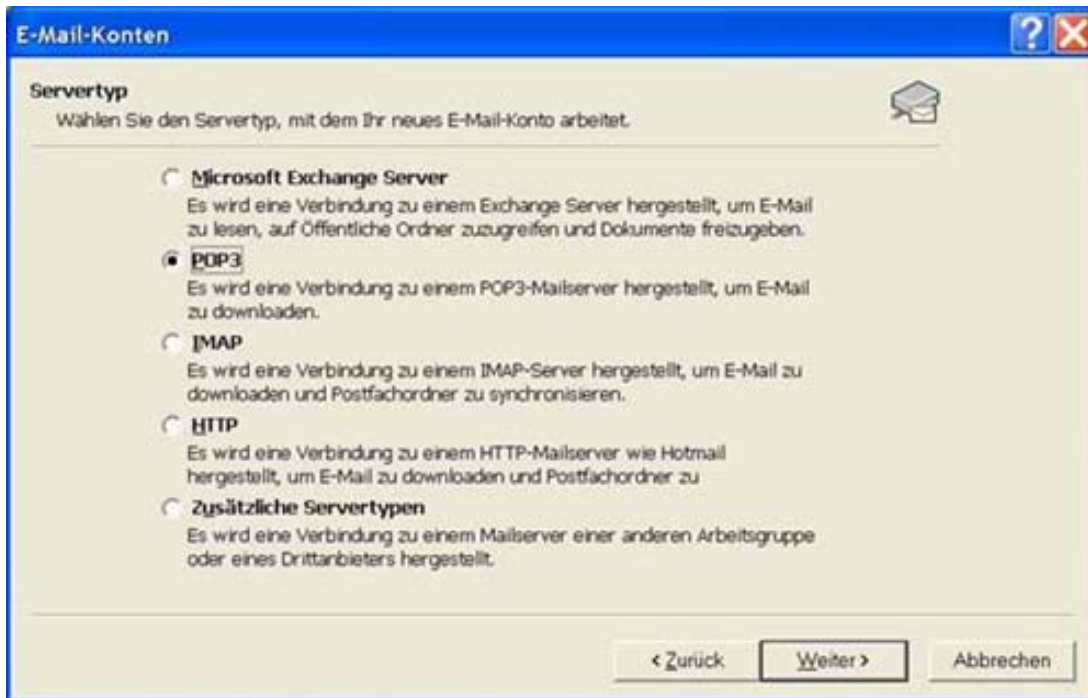 E-Mail-Konten
Servertyp
Wählen Sie den Servertyp, mit dem Ihr neues E-Mail-Konto arbeitet.
Microsoft Exchange Server
Es wird eine Verbindung zu einem Exchange Server hergestellt, um E-Mail
zu lesen, auf Öffentliche Ordner zuzugreifen und Dokumente freizugeben.
POP3
Es wird eine Verbindung zu einem POP3-Mailserver hergestellt, um E-Mail
zu downloaden.
IMAP
Es wird eine Verbindung zu einem IMAP-Server hergestellt, um E-Mail zu
downloaden und Postfachordner zu synchronisieren.
HTTP
Es wird eine Verbindung zu einem HTTP-Mailserver wie Hotmail
hergestellt, um E-Mail zu downloaden und Postfachordner zu
Zusätzliche Servertypen
Es wird eine Verbindung zu einem Mailserver einer anderen Arbeitsgruppe
oder eines Drittanbieters hergestellt.
< Zurück
Weiter >
Abbrechen